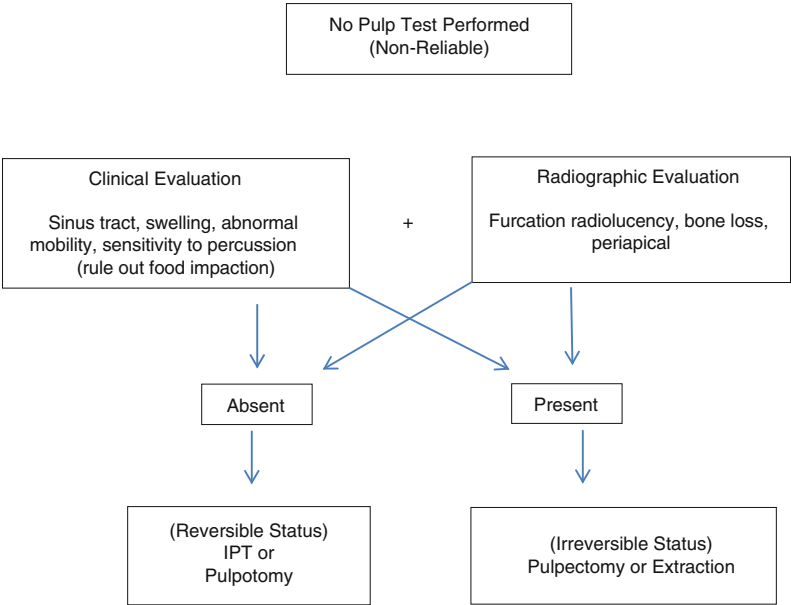 No Pulp Test Performed
(Non-Reliable)
Clinical Evaluation
Sinus tract, swelling, abnormal
mobility, sensitivity to percussion
(rule out food impaction)
+
Radiographic Evaluation
Furcation radiolucency, bone loss,
periapical
Absent
Present
(Reversible Status)
IPT or
Pulpotomy
(Irreversible Status)
Pulpectomy or Extraction